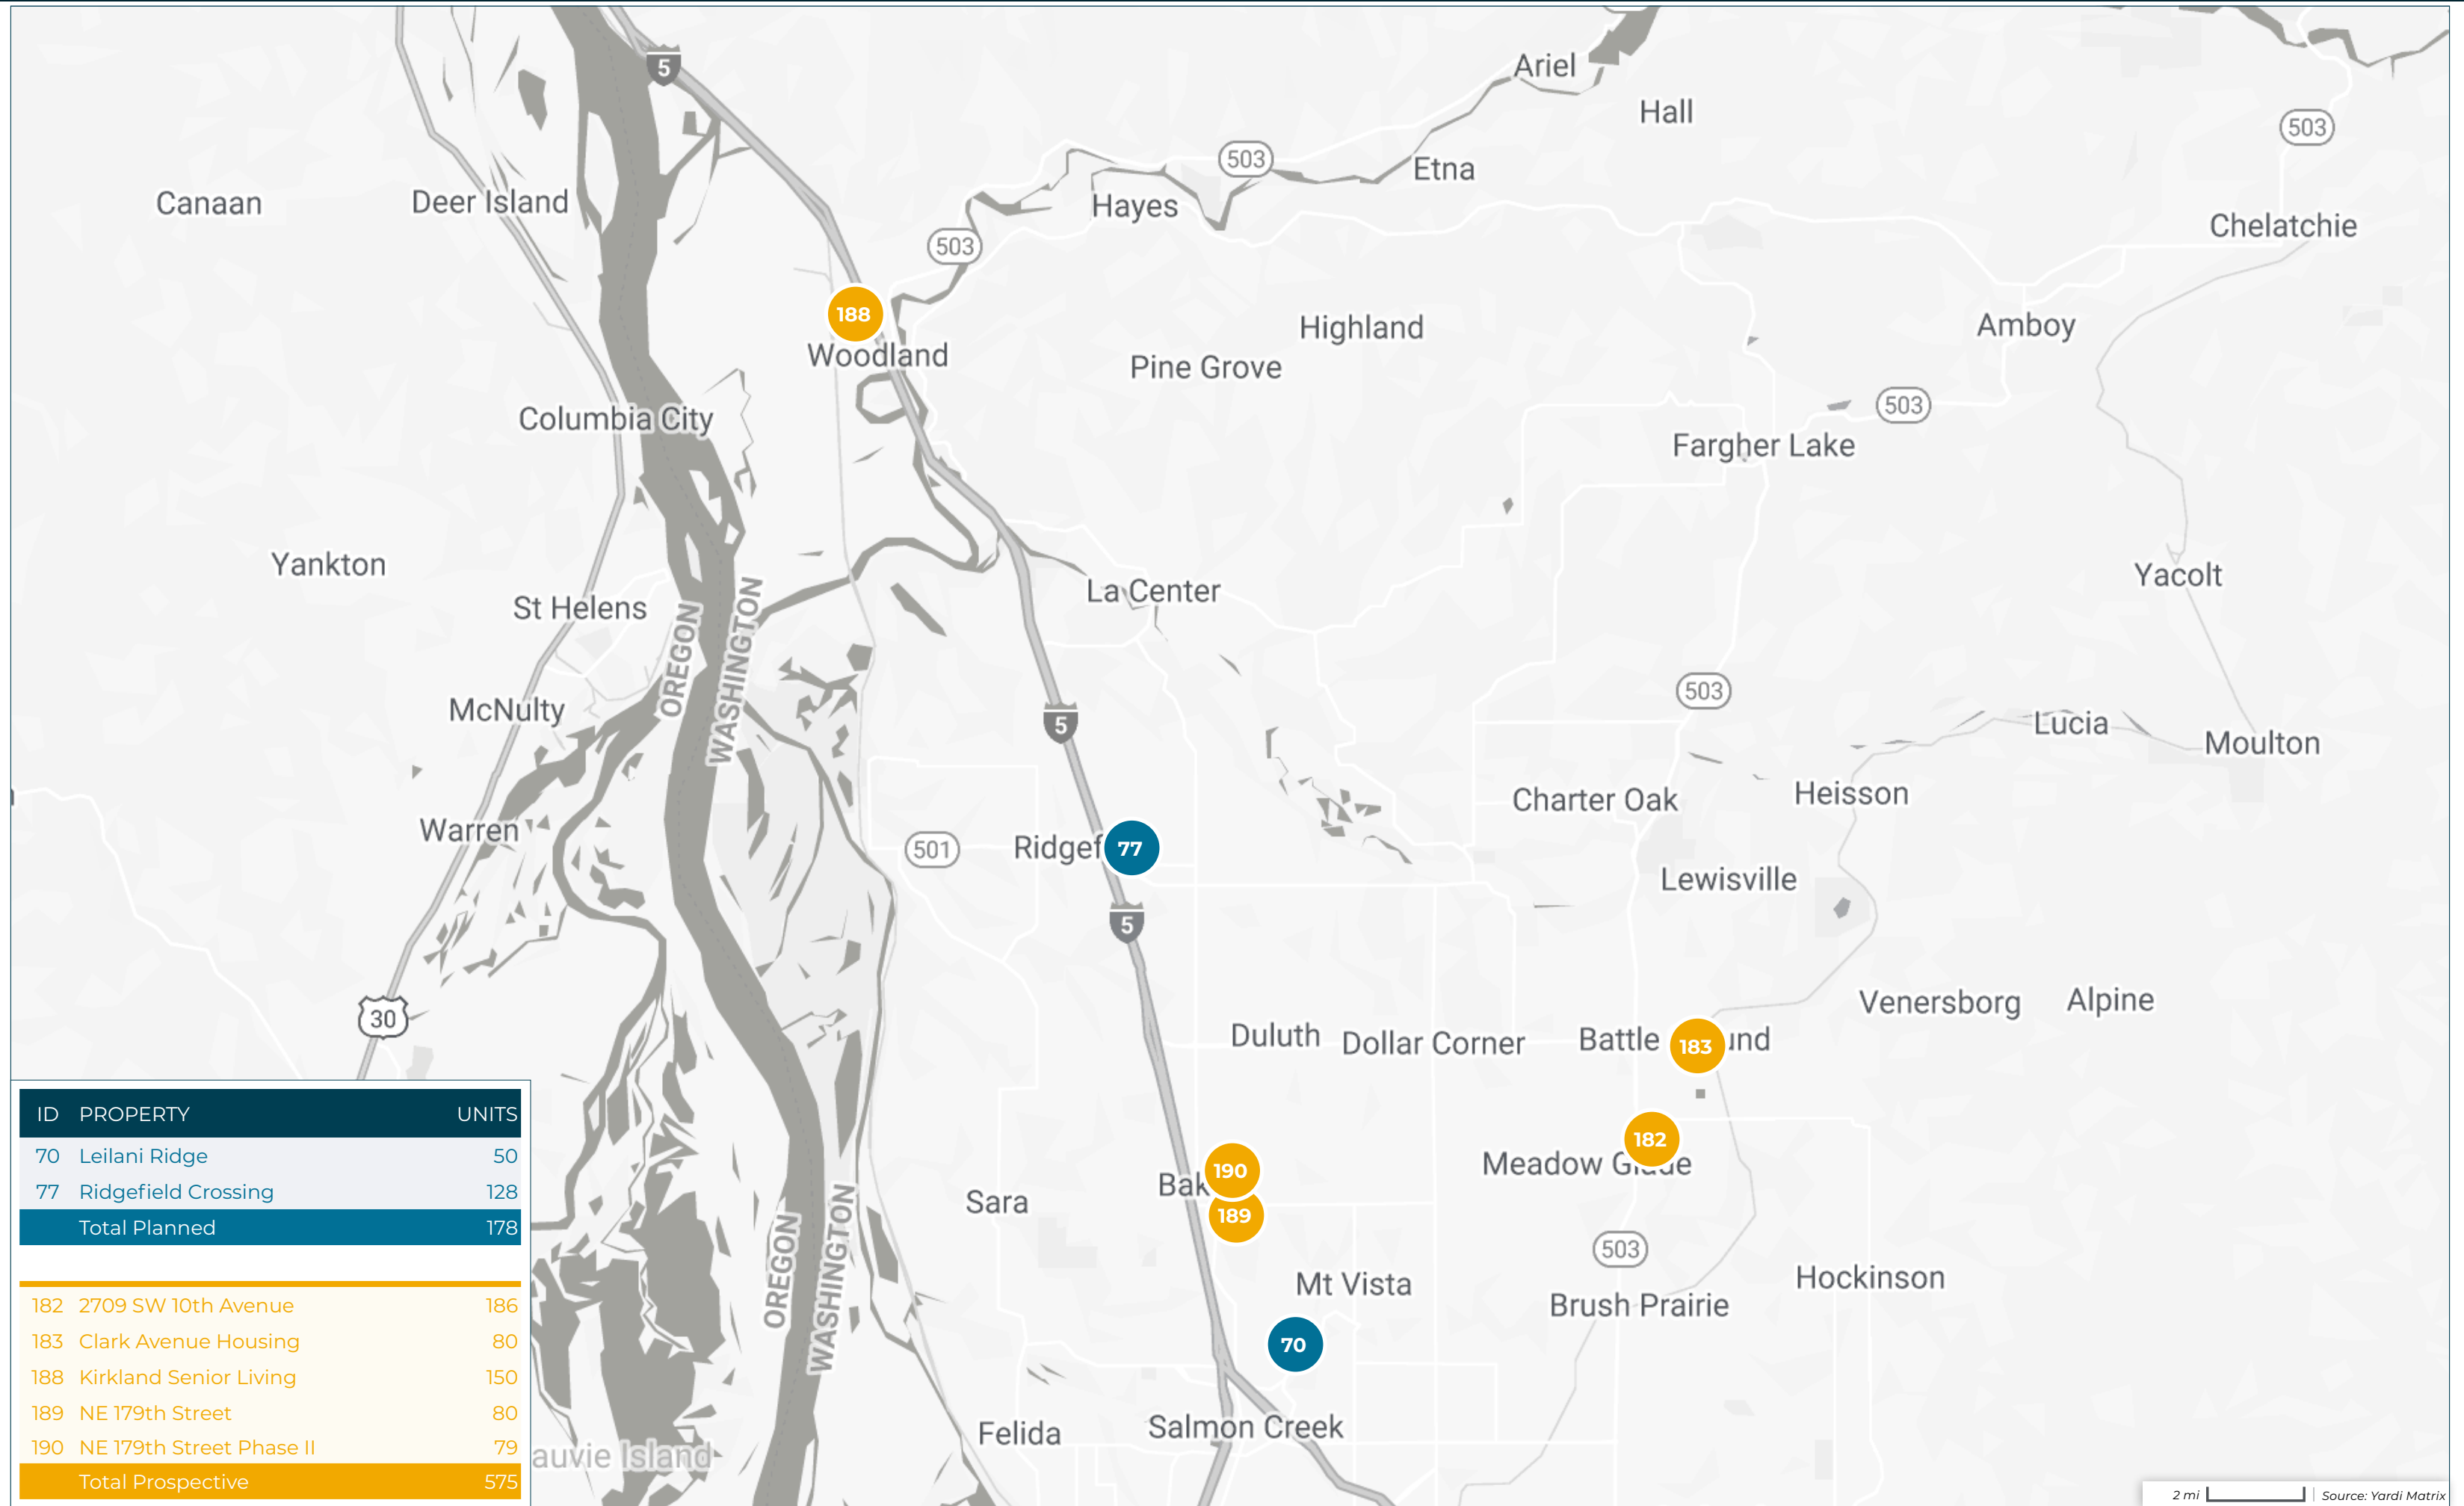 5
Ariel
Hall
503
503
Etna
Canaan
Deer Island
Hayes
Chelatchie
503
188
Woodland
Highland
Amboy
Pine Grove
Columbia City
503
Fargher Lake
Yankton
La Center
Yacolt
St Helens
OREGON
WASHINGTON
503
McNulty
5
Lucia
Moulton
Charter Oak
Heisson
Warren
501
Ridgef
77
Lewisville
5
Venersborg
Alpine
30
Duluth
Dollar Corner
Battle
183
und
182
Meadow Glade
190
Bak
189
Sara
503
Mt Vista
Hockinson
Brush Prairie
OREGON
WASHINGTON
70
Felida
Salmon Creek
auvie Island
ID PROPERTY UNITS
70 Leilani Ridge 50
77 Ridgefield Crossing 128
Total Planned 178
182 2709 SW 10th Avenue 186
183 Clark Avenue Housing 80
188 Kirkland Senior Living 150
189 NE 179th Street 80
190 NE 179th Street Phase II 79
Total Prospective 575
2 mi
Source: Yardi Matrix